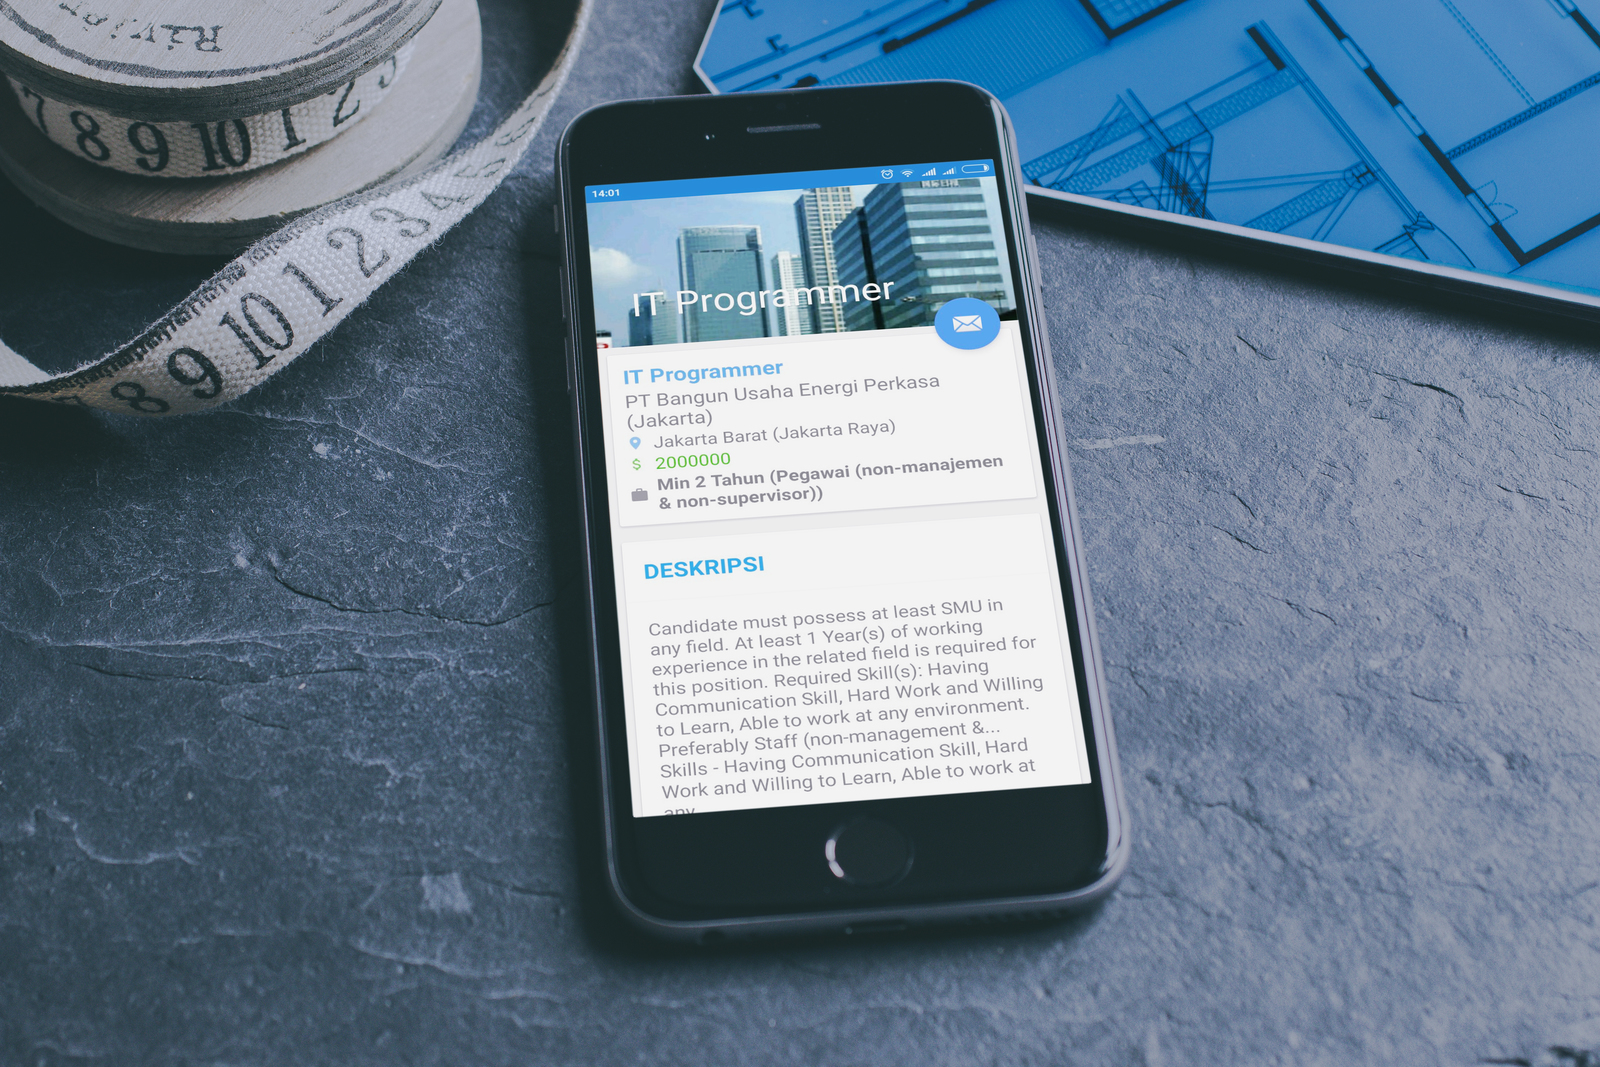 7 8 9 10 1 2 3
8 9 10 1 2 3 4
14:01
IT Programmer
IT Programmer
PT Bangun Usaha Energi Perkasa
(Jakarta)
Jakarta Barat (Jakarta Raya)
$ 2000000
Min 2 Tahun (Pegawai (non-manajemen
& non-supervisor))
DESKRIPSI
Candidate must possess at least SMU in
any field. At least 1 Year(s) of working
experience in the related field is required for
this position. Required Skill(s): Having
Communication Skill, Hard Work and Willing
to Learn, Able to work at any environment.
Preferably Staff (non-management &...
Skills - Having Communication Skill, Hard
Work and Willing to Learn, Able to work at
any